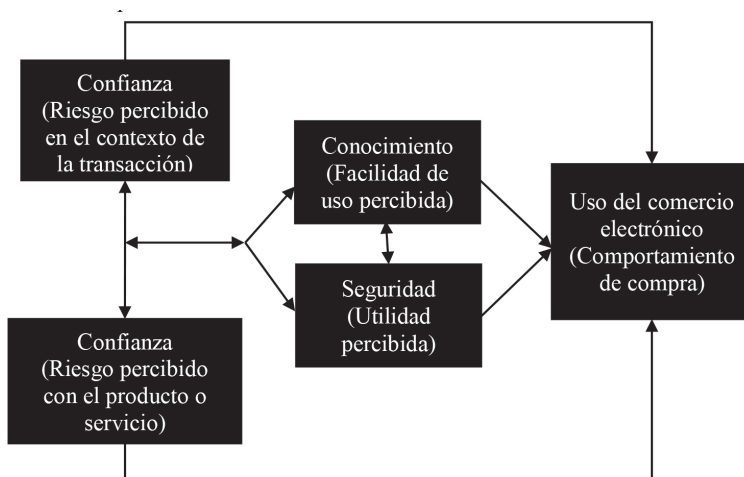 Confianza
(Riesgo percibido
en el contexto de
la transacción)
Conocimiento
(Facilidad de
uso percibida)
Uso del comercio
electrónico
(Comportamiento
de compra)
Seguridad
(Utilidad
percibida)
Confianza
(Riesgo percibido
con el producto o
servicio)